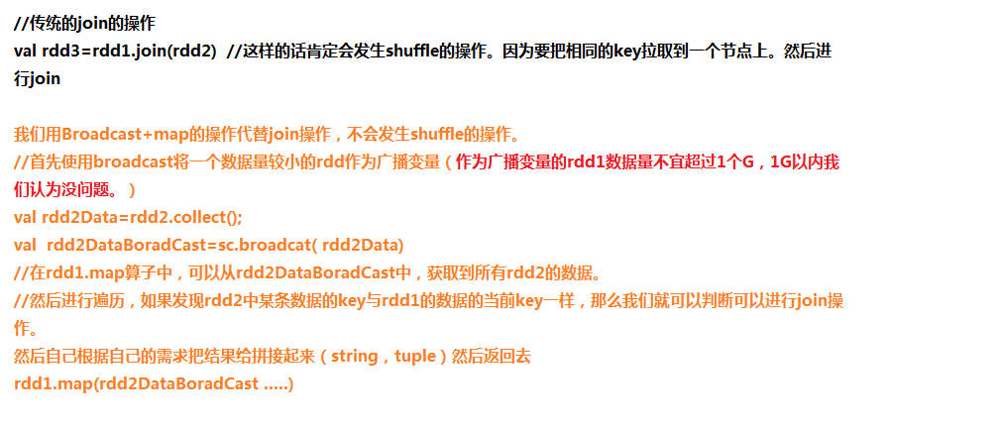 //传统的join的操作
val rdd3=rdd1.join(rdd2)  //这样的话肯定会发生shuffle的操作。因为要把相同的key拉取到一个节点上。然后进
行join
我们用Broadcast+map的操作代替join操作，不会发生shuffle的操作。
//首先使用broadcast将一个数据量较小的rdd作为广播变量（作为广播变量的rdd1数据量不宜超过1个G，1G以内我
们认为没问题。）
val rdd2Data=rdd2.collect();
val  rdd2DataBoradCast=sc.broadcat( rdd2Data)
//在rdd1.map算子中，可以从rdd2DataBoradCast中，获取到所有rdd2的数据。
//然后进行遍历，如果发现rdd2中某条数据的key与rdd1的数据的当前key一样，那么我们就可以判断可以进行join操
作。
然后自己根据自己的需求把结果给拼接起来（string，tuple）然后返回去
rdd1.map(rdd2DataBoradCast .....)